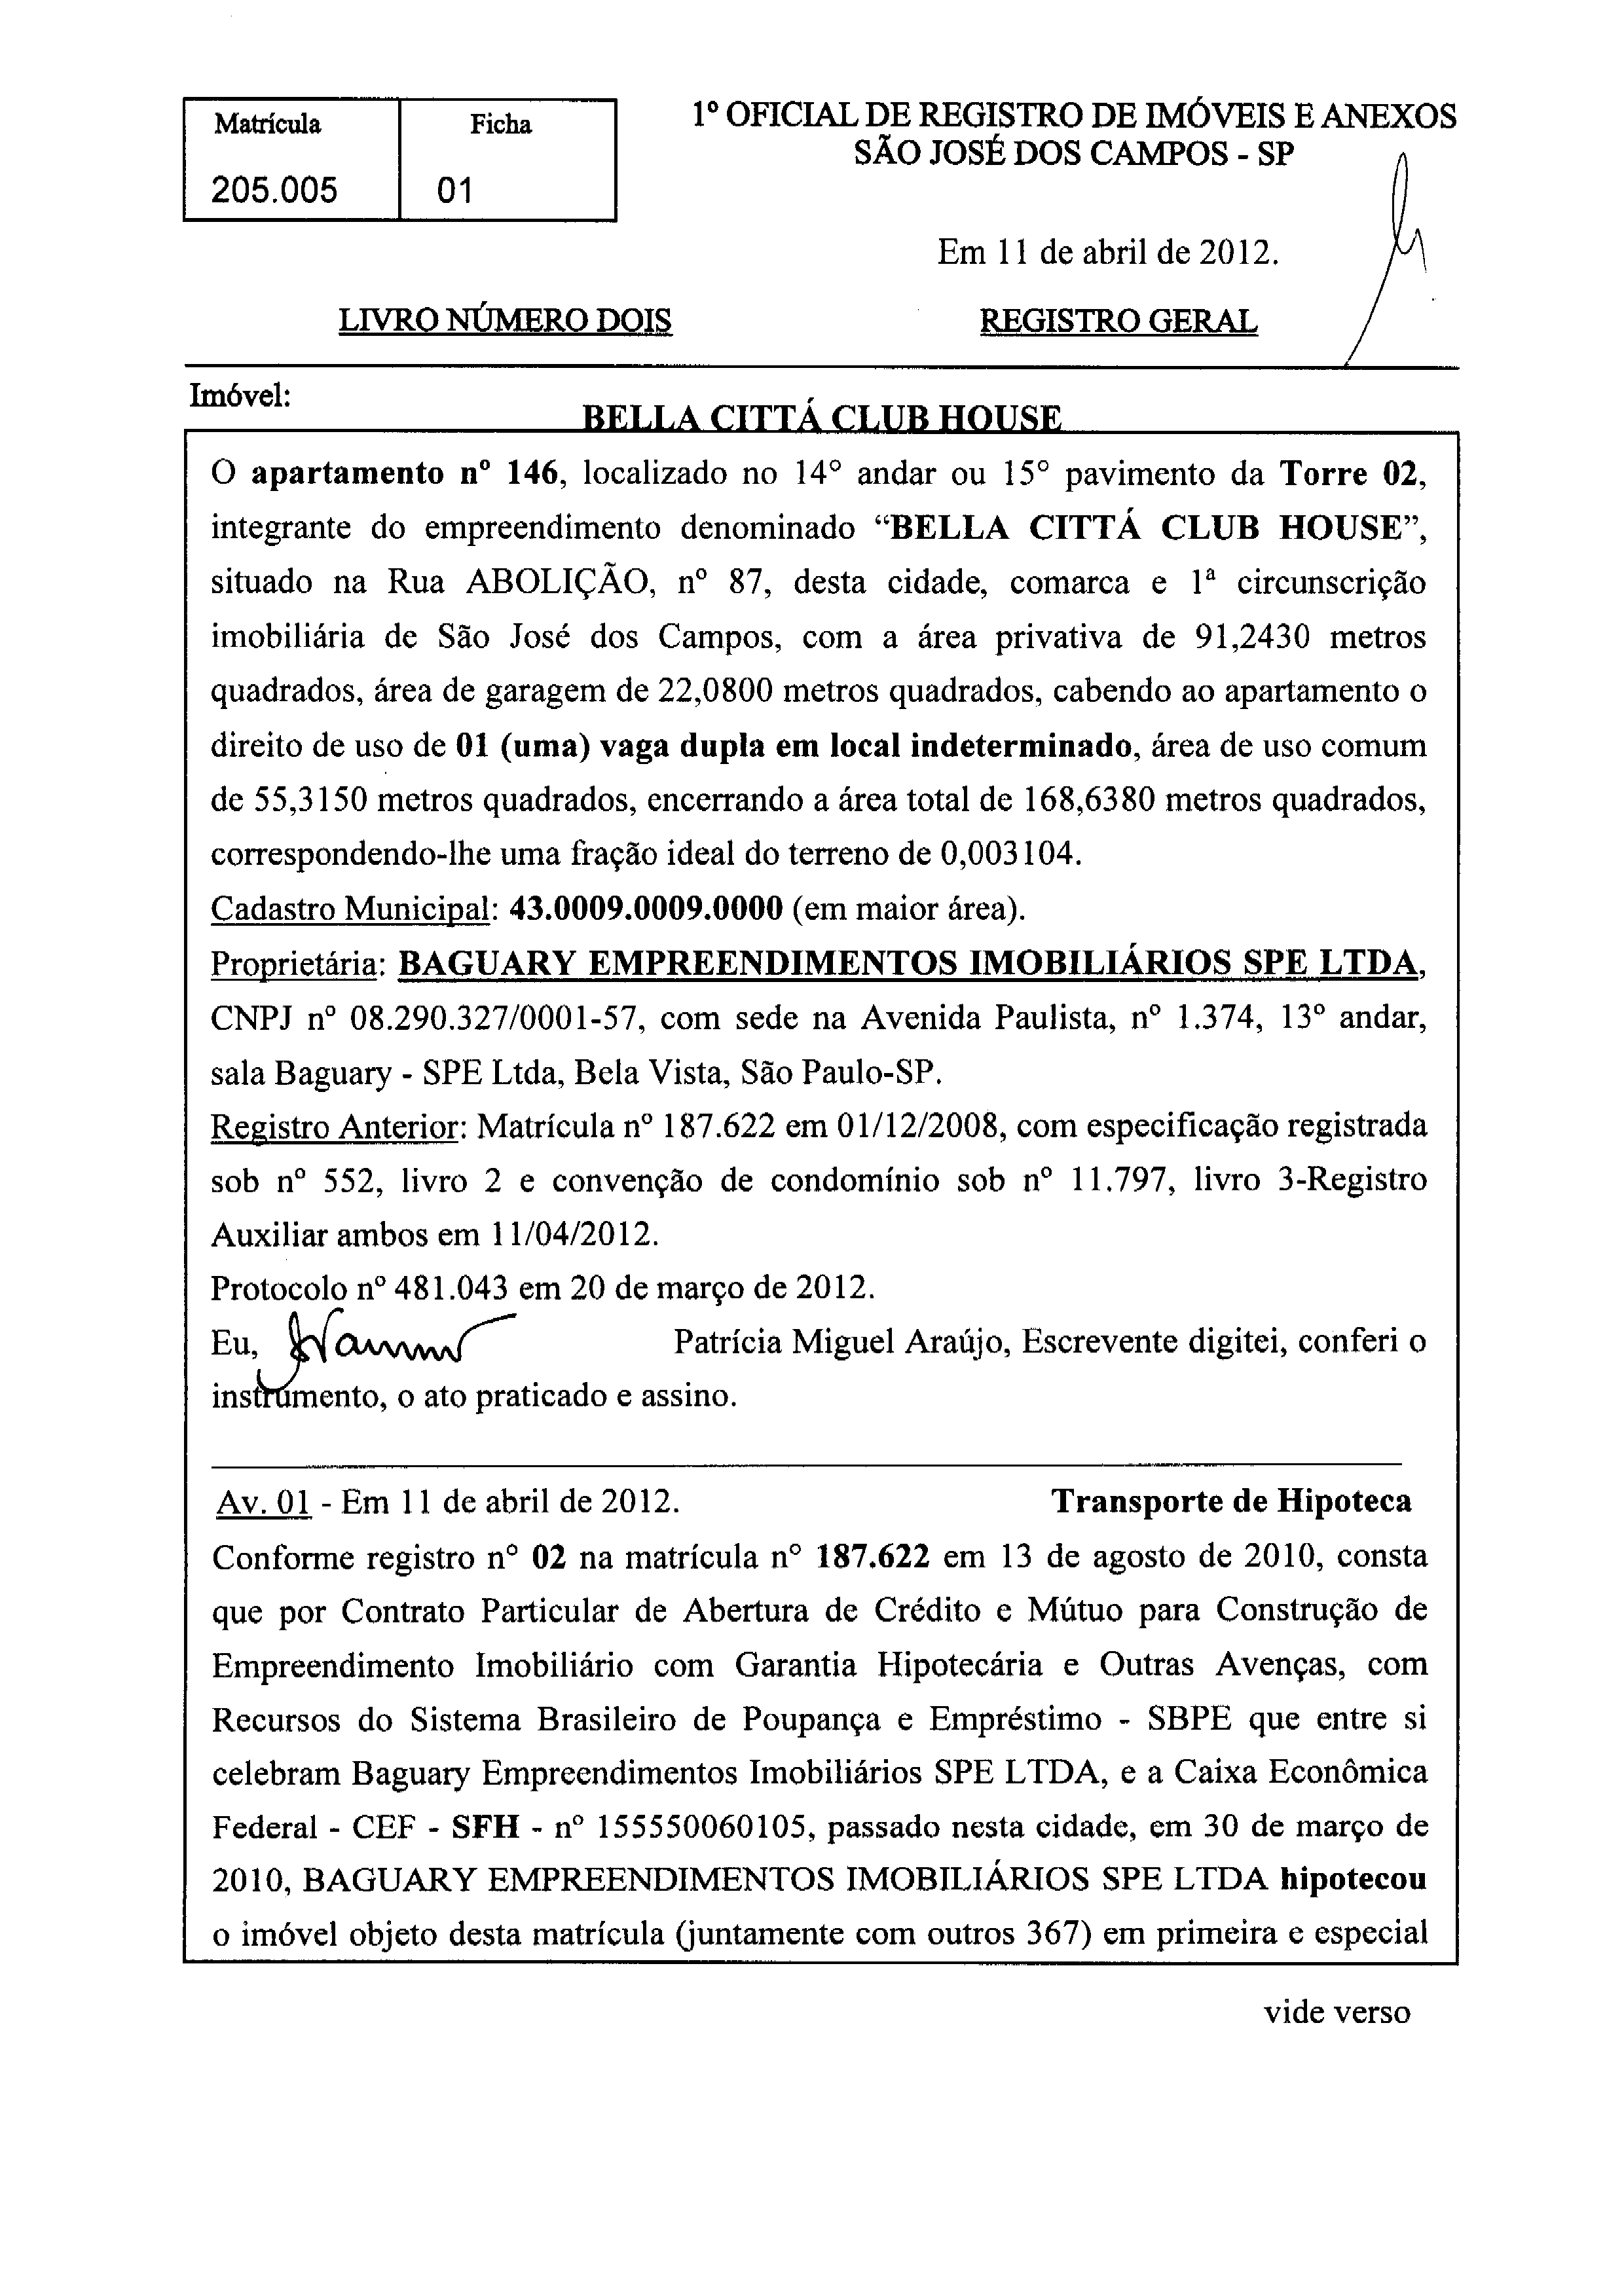 Matrícula Ficha
205.005 01
1º OFICIAL DE REGISTRO DE IMÓVEIS E ANEXOS
SÃO JOSÉ DOS CAMPOS - SP
Em 11 de abril de 2012.
LIVRO NÚMERO DOIS REGISTRO GERAL
Imóvel:
BELLA CITTÁ CLUB HOUSE
O apartamento nº 146, localizado no 14º andar ou 15º pavimento da Torre 02,
integrante do empreendimento denominado “BELLA CITTÁ CLUB HOUSE”,
situado na Rua ABOLIÇÃO, nº 87, desta cidade, comarca e 1ª circunscrição
imobiliária de São José dos Campos, com a área privativa de 91,2430 metros
quadrados, área de garagem de 22,0800 metros quadrados, cabendo ao apartamento o
direito de uso de 01 (uma) vaga dupla em local indeterminado, área de uso comum
de 55,3150 metros quadrados, encerrando a área total de 168,6380 metros quadrados,
correspondendo-lhe uma fração ideal do terreno de 0,003104.
Cadastro Municipal: 43.0009.0009.0000 (em maior área).
Proprietária: BAGUARY EMPREENDIMENTOS IMOBILIÁRIOS SPE LTDA,
CNPJ nº 08.290.327/0001-57, com sede na Avenida Paulista, nº 1.374, 13º andar,
sala Baguary - SPE Ltda, Bela Vista, São Paulo-SP.
Registro Anterior: Matrícula nº 187.622 em 01/12/2008, com especificação registrada
sob nº 552, livro 2 e convenção de condomínio sob nº 11.797, livro 3-Registro
Auxiliar ambos em 11/04/2012.
Protocolo nº 481.043 em 20 de março de 2012.
Eu, Patrícia Miguel Araújo, Escrevente digitei, conferi o
instrumento, o ato praticado e assino.
Av. 01 - Em 11 de abril de 2012. Transporte de Hipoteca
Conforme registro nº 02 na matrícula nº 187.622 em 13 de agosto de 2010, consta
que por Contrato Particular de Abertura de Crédito e Mútuo para Construção de
Empreendimento Imobiliário com Garantia Hipotecária e Outras Avenças, com
Recursos do Sistema Brasileiro de Poupança e Empréstimo - SBPE que entre si
celebram Baguary Empreendimentos Imobiliários SPE LTDA, e a Caixa Econômica
Federal - CEF - SFH - nº 155550060105, passado nesta cidade, em 30 de março de
2010, BAGUARY EMPREENDIMENTOS IMOBILIÁRIOS SPE LTDA hipotecou
o imóvel objeto desta matrícula (juntamente com outros 367) em primeira e especial
vide verso